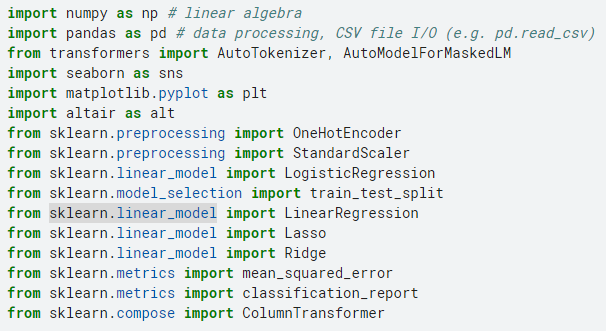 import numpy as np # linear algebra
import pandas as pd # data processing, CSV file I/O (e.g. pd.read_csv)
from transformers import AutoTokenizer, AutoModelForMaskedLM
import seaborn as sns
import matplotlib.pyplot as plt
import altair as alt
from sklearn.preprocessing import OneHotEncoder
from sklearn.preprocessing import StandardScaler
from sklearn.linear_model import LogisticRegression
from sklearn.model_selection import train_test_split
from sklearn.linear_model import LinearRegression
from sklearn.linear_model import Lasso
from sklearn.linear_model import Ridge
from sklearn.metrics import mean_squared_error
from sklearn.metrics import classification_report
from sklearn.compose import ColumnTransformer